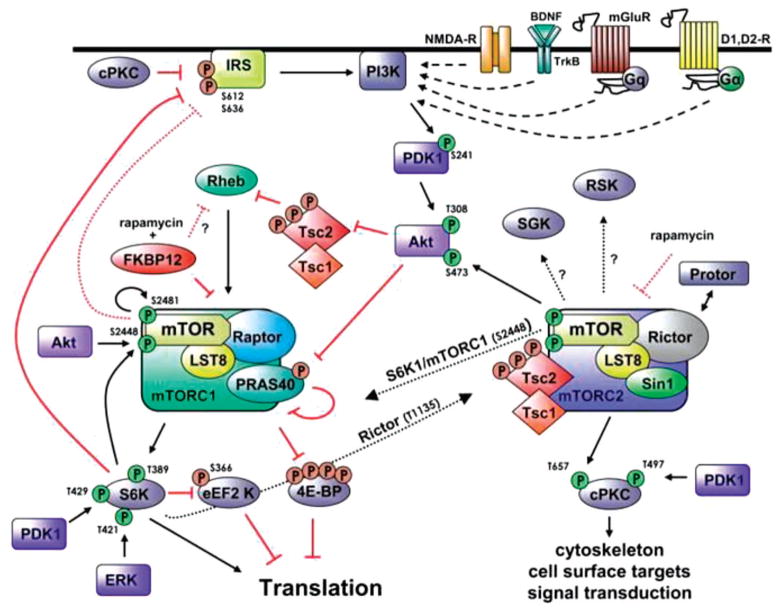 BDNF
mGluR
D1,D2-R
NMDA-R
TrkB
Gq
Gα
cPKC
P
P
IRS
S612
S636
PI3K
PDK1
P
S241
Rheb
RSK
SGK
rapamycin
+
FKBP12
?
P
P
P
Tsc2
Tsc1
Akt
P
T308
P
S473
?
?
rapamycin
Protor
P
S2481
S2448
P
Akt
mTOR
Raptor
LST8
PRAS40
P
mTORC1
S6K1/mTORC1 (S2448)
Rictor (T1135)
P
P
mTOR
Rictor
LST8
Sin1
P
P
P
Tsc2
Tsc1
mTORC2
P
T389
T429
P
S6K
T421
P
PDK1
ERK
P
S366
eEF2 K
P
P
P
P
4E-BP
Translation
T657
P
P
T497
cPKC
PDK1
cytoskeleton
cell surface targets
signal transduction